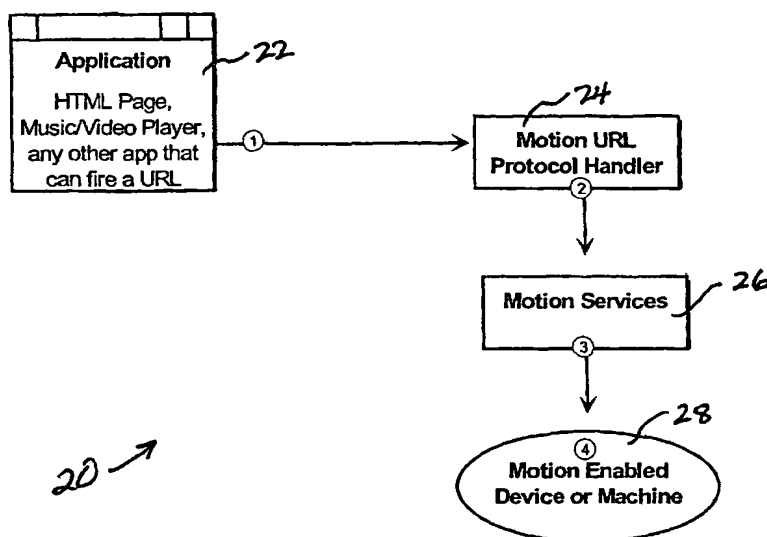 Application
22
HTML Page,
Music/Video Player,
any other app that
can fire a URL
1
24
Motion URL
Protocol Handler
2
Motion Services
26
3
28
4
Motion Enabled
Device or Machine
20